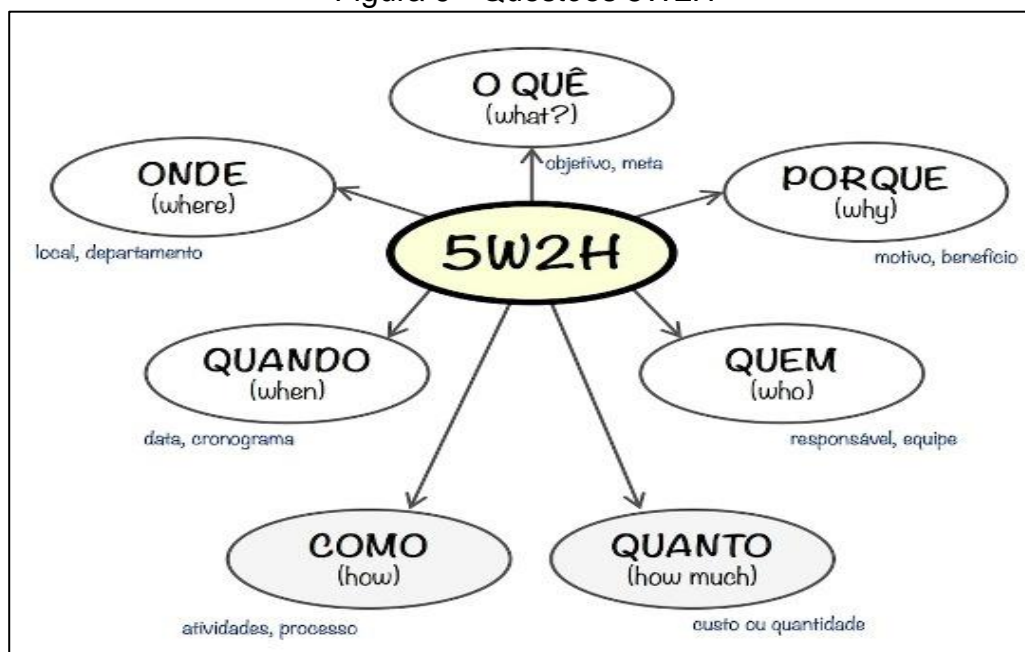 O QUÊ
(what?)
objetivo, meta
ONDE
(where)
local, departamento
PORQUE
(why)
motivo, benefício
5W2H
QUANDO
(when)
data, cronograma
QUEM
(who)
responsável, equipe
COMO
(how)
atividades, processo
QUANTO
(how much)
custo ou quantidade